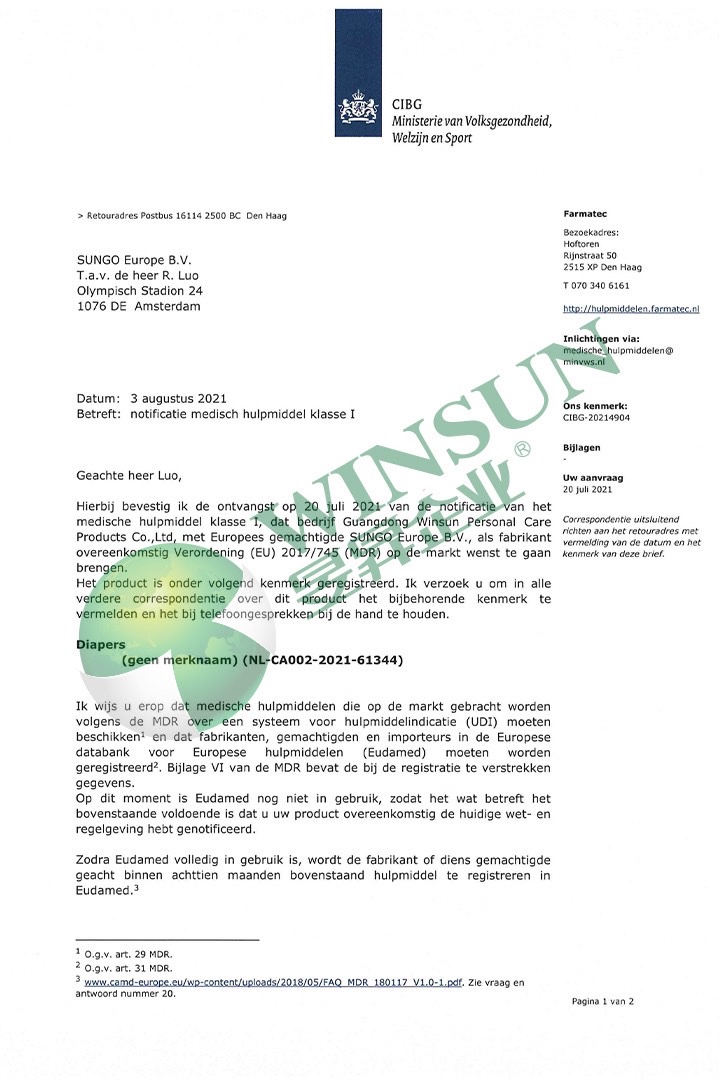 CIBG
Ministerie van Volksgezondheid,
Welzijn en Sport
> Retouradres Postbus 16114 2500 BC Den Haag
SUNGO Europe B.V.
T.a.v. de heer R. Luo
Olympisch Stadion 24
1076 DE Amsterdam
Farmatec
Bezoekadres:
Hoftoren
Rijnstraat 50
2515 XP Den Haag
T 070 340 6161
http://hulpmiddelen.farmatec.nl
Inlichtingen via:
medische_hulpmiddelen@
minvws.nl
Ons kenmerk:
CIBG-20214904
Bijlagen
-
Uw aanvraag
20 juli 2021
Correspondentie uitsluitend
richten aan het retouradres met
vermelding van de datum en het
kenmerk van deze brief.
Datum: 3 augustus 2021
Betreft: notificatie medisch hulpmiddel klasse I
Geachte heer Luo,
Hierbij bevestig ik de ontvangst op 20 juli 2021 van de notificatie van het
medische hulpmiddel klasse I, dat bedrijf Guangdong Winsun Personal Care
Products Co.,Ltd, met Europees gemachtigde SUNGO Europe B.V., als fabrikant
overeenkomstig Verordening (EU) 2017/745 (MDR) op de markt wenst te gaan
brengen.
Het product is onder volgend kenmerk geregistreerd. Ik verzoek u om in alle
verdere correspondentie over dit product het bijbehorende kenmerk te
vermelden en het bij telefoongesprekken bij de hand te houden.
Diapers
(geen merknaam) (NL-CA002-2021-61344)
Ik wijs u erop dat medische hulpmiddelen die op de markt gebracht worden
volgens de MDR over een systeem voor hulpmiddelindicatie (UDI) moeten
beschikken¹ en dat fabrikanten, gemachtigden en importeurs in de Europese
databank voor Europese hulpmiddelen (Eudamed) moeten worden
geregistreerd². Bijlage VI van de MDR bevat de bij de registratie te verstrekken
gegevens.
Op dit moment is Eudamed nog niet in gebruik, zodat het wat betreft het
bovenstaande voldoende is dat u uw product overeenkomstig de huidige wet- en
regelgeving hebt genotificeerd.
Zodra Eudamed volledig in gebruik is, wordt de fabrikant of diens gemachtigde
geacht binnen achttien maanden bovenstaand hulpmiddel te registreren in
Eudamed.³
¹ O.g.v. art. 29 MDR.
² O.g.v. art. 31 MDR.
³ www.camd-europe.eu/wp-content/uploads/2018/05/FAQ_MDR_180117_V1.0-1.pdf. Zie vraag en
antwoord nummer 20.
Pagina 1 van 2
WINSUN
®
昱昇企业